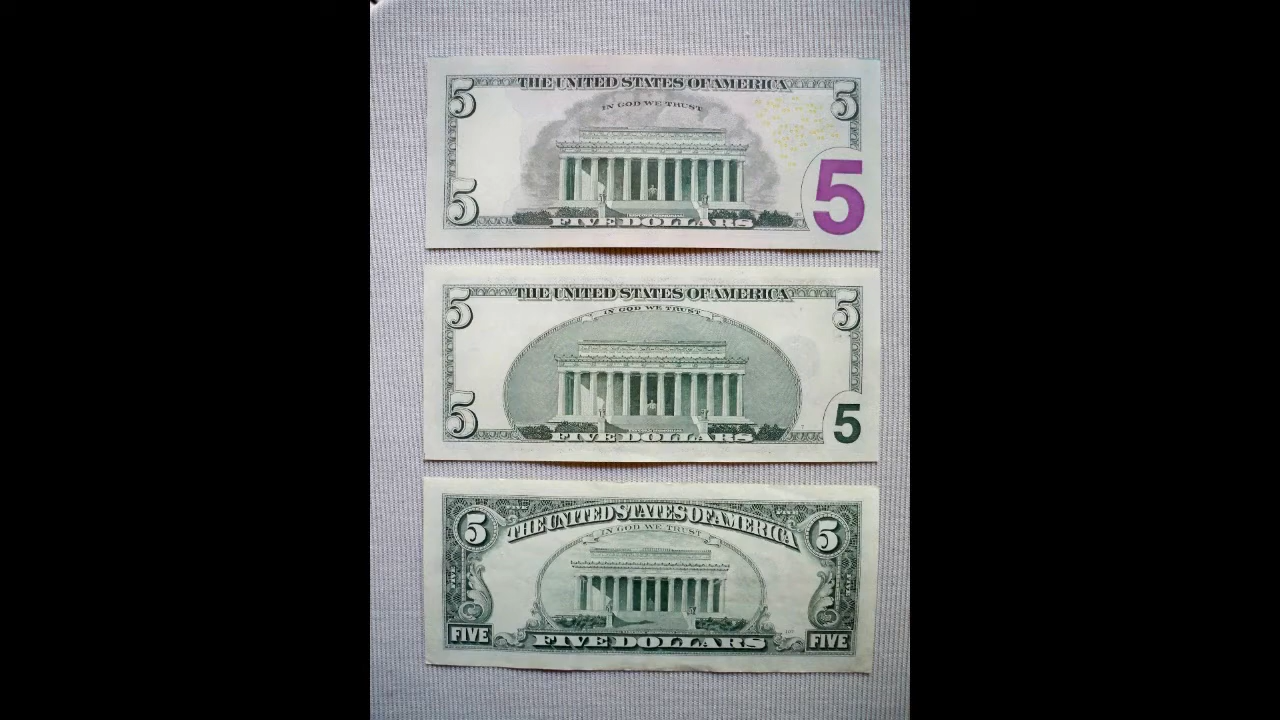 THE UNITED STATES OF AMERICA
5 5
IN GOD WE TRUST
5 5
FIVE DOLLARS
THE UNITED STATES OF AMERICA
5 5
IN GOD WE TRUST
5 5
FIVE DOLLARS
THE UNITED STATES OF AMERICA
5 5
IN GOD WE TRUST
FIVE FIVE DOLLARS FIVE